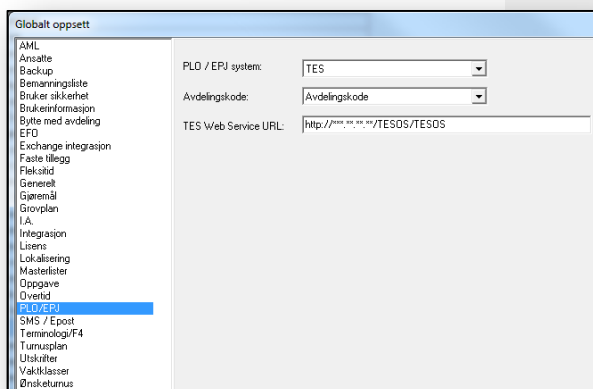 Globalt oppsett
AML
Ansatte
Backup
Bemanningsliste
Bruker sikkerhet
Brukerinformasjon
Bytte med avdeling
EFO
Exchange integrasjon
Faste tillegg
Fleksitid
Generelt
Gjøremål
Grovplan
I.A.
Integrasjon
Lisens
Lokalisering
Masterlister
Oppgave
Overtid
PLO/EPJ
SMS / Epost
Terminologi/F4
Turnusplan
Utskrifter
Vaktklasser
Ønsketurnus
PLO / EPJ system: TES
Avdelingskode: Avdelingskode
TES Web Service URL: http://***.**.**.**/TESOS/TESOS